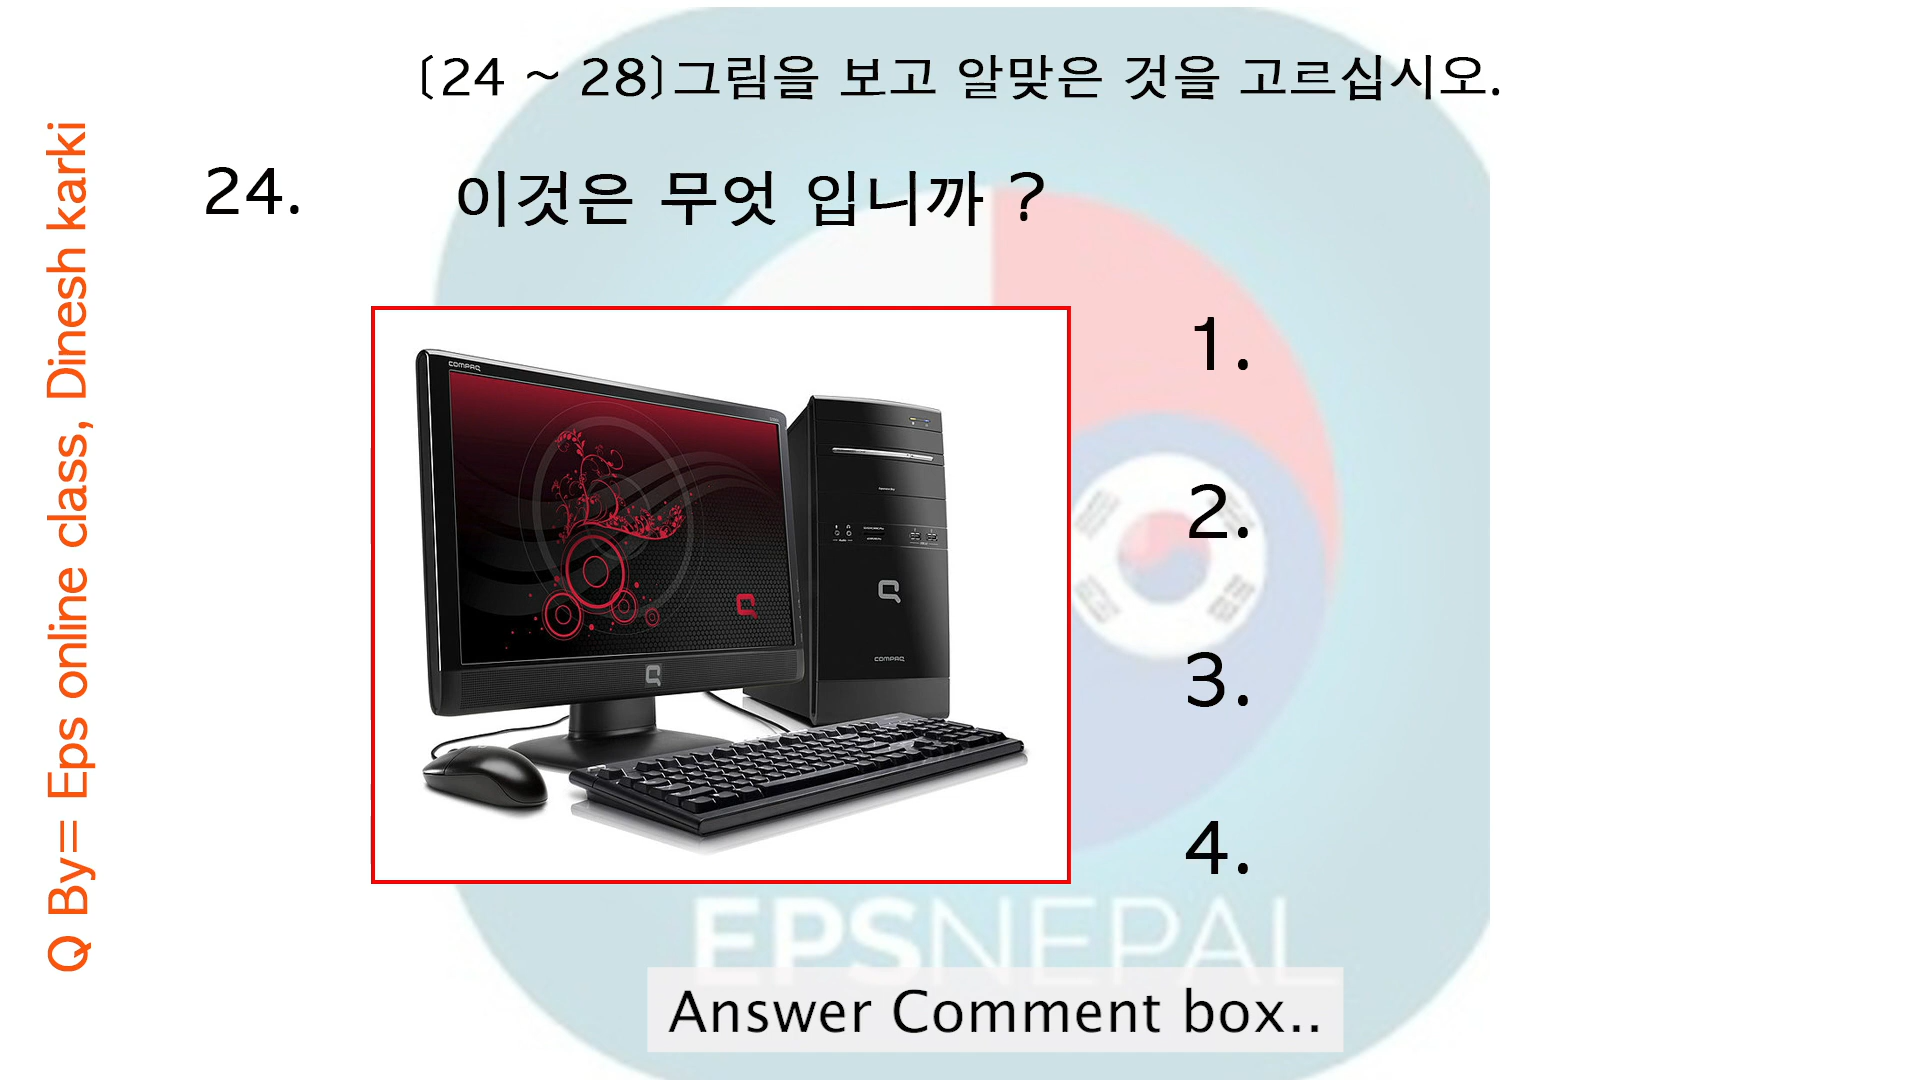 〔24 ~ 28〕그림을 보고 알맞은 것을 고르십시오.
24. 이것은 무엇 입니까 ?
Q By= Eps online class, Dinesh karki
COMPAQ
COMPAQ
1.
2.
3.
4.
EPSNEPAL
Answer Comment box..